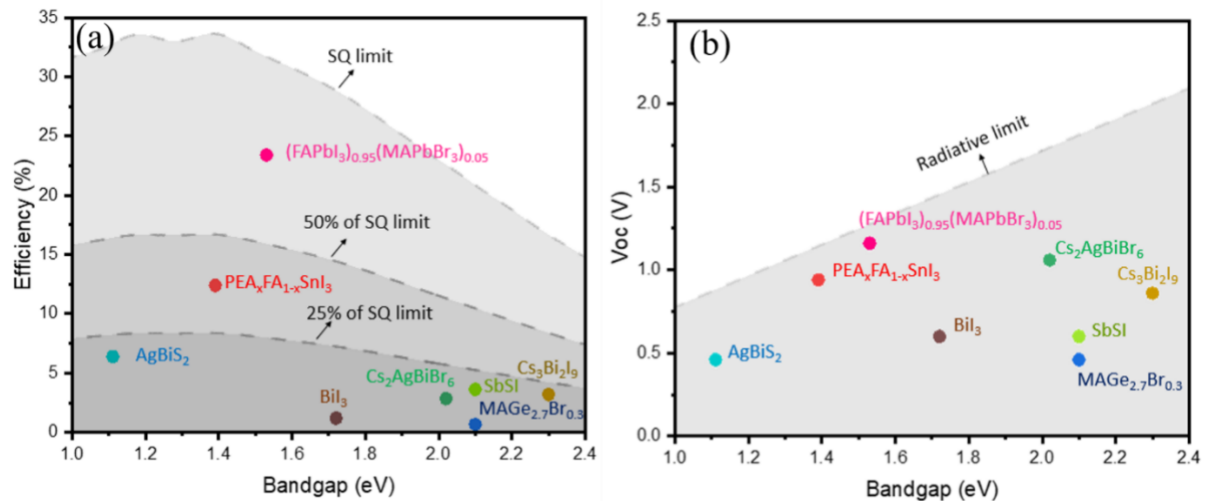 (a)
35
30
25
20
15
10
5
0
Efficiency (%)
SQ limit
(FAPbI3)0.95(MAPbBr3)0.05
50% of SQ limit
PEAxFA1-xSnI3
25% of SQ limit
AgBiS2
BiI3
Cs2AgBiBr6
SbSI
Cs3Bi2I9
MAGe2.7Br0.3
1.0 1.2 1.4 1.6 1.8 2.0 2.2 2.4
Bandgap (eV)
(b)
2.5
2.0
1.5
1.0
0.5
0.0
Voc (V)
Radiative limit
(FAPbI3)0.95(MAPbBr3)0.05
PEAxFA1-xSnI3
Cs2AgBiBr6
Cs3Bi2I9
AgBiS2
BiI3
SbSI
MAGe2.7Br0.3
1.0 1.2 1.4 1.6 1.8 2.0 2.2 2.4
Bandgap (eV)